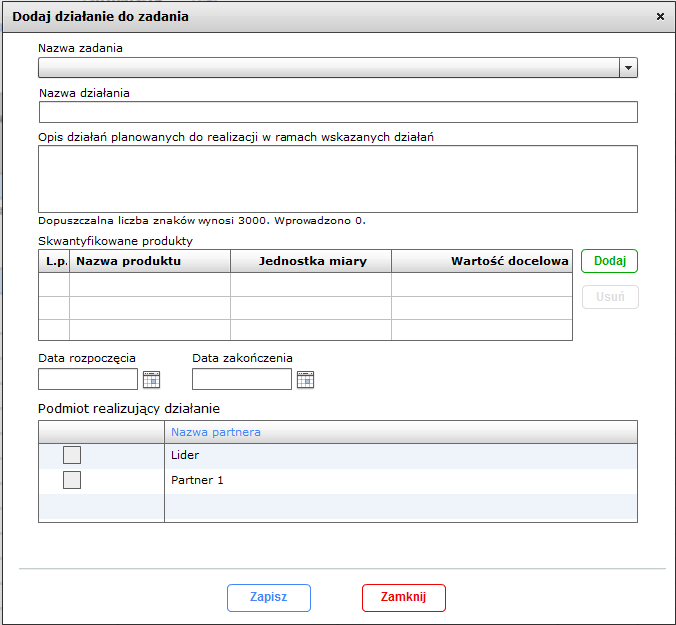 Dodaj działanie do zadania
Nazwa zadania
Nazwa działania
Opis działań planowanych do realizacji w ramach wskazanych działań
Dopuszczalna liczba znaków wynosi 3000. Wprowadzono 0.
Skwantyfikowane produkty
L.p. Nazwa produktu Jednostka miary Wartość docelowa Dodaj
Usuń
Data rozpoczęcia Data zakończenia
Podmiot realizujący działanie
Nazwa partnera
Lider
Partner 1
Zapisz Zamknij